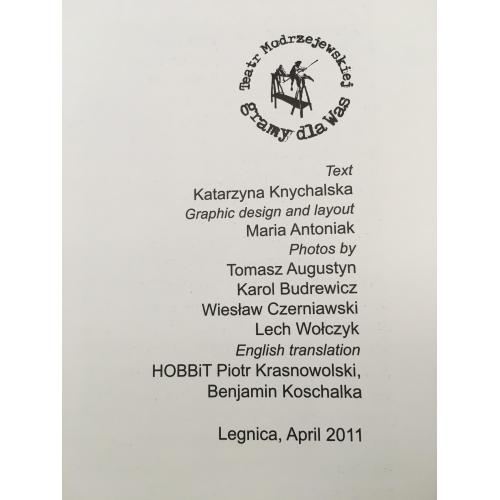 Teatr Modrzejewskiej
gramy dla Was
Text
Katarzyna Knychalska
Graphic design and layout
Maria Antoniak
Photos by
Tomasz Augustyn
Karol Budrewicz
Wiesław Czerniawski
Lech Wołczyk
English translation
HOBBiT Piotr Krasnowolski,
Benjamin Koschalka
Legnica, April 2011